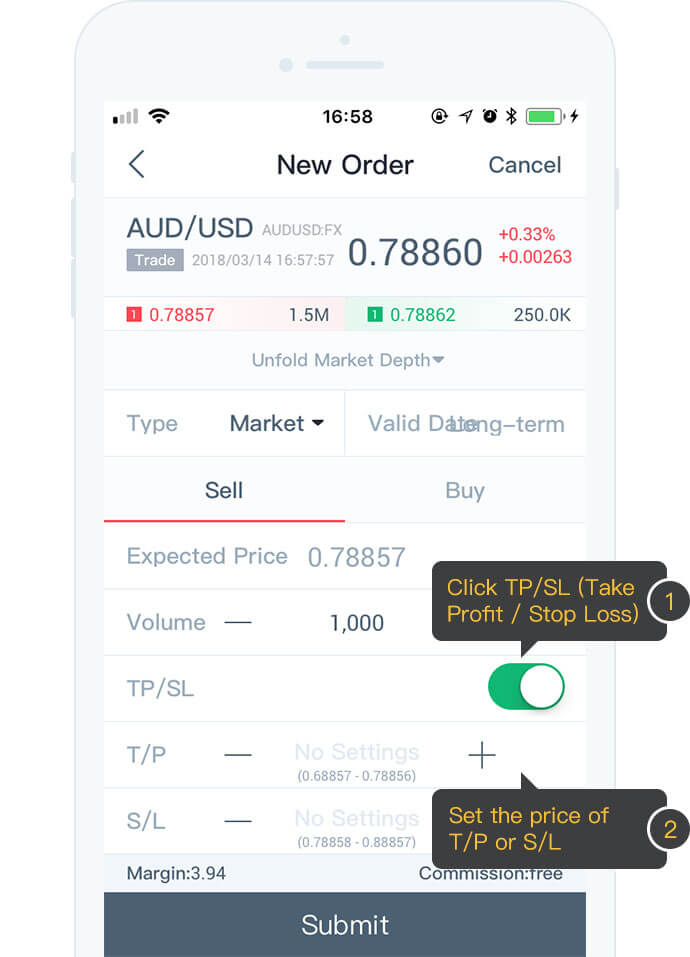 16:58
New Order
Cancel
AUD/USD AUDUSD:FX
0.78860
+0.33%
+0.00263
Trade 2018/03/14 16:57:57
1 0.78857 1.5M 1 0.78862 250.0K
Unfold Market Depth
Type Market Valid Date Long-term
Sell Buy
Expected Price 0.78857
Click TP/SL (Take
Profit / Stop Loss)
1
Volume — 1,000
TP/SL
T/P — No Settings +
(0.68857 - 0.78856)
Set the price of
T/P or S/L
2
S/L — No Settings
(0.78858 - 0.88857)
Margin:3.94 Commission:free
Submit